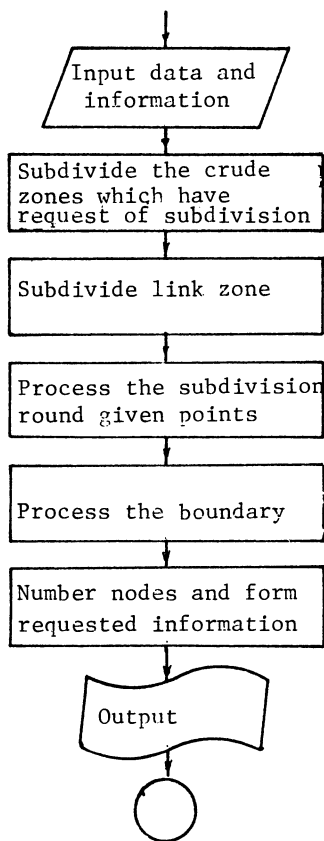 Input data and
information
Subdivide the crude
zones which have
request of subdivision
Subdivide link zone
Process the subdivision
round given points
Process the boundary
Number nodes and form
requested information
Output